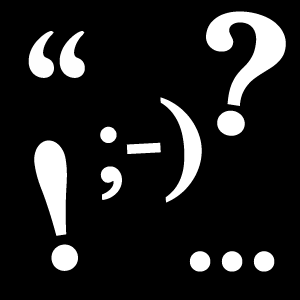 “ ?
! ;-)
...